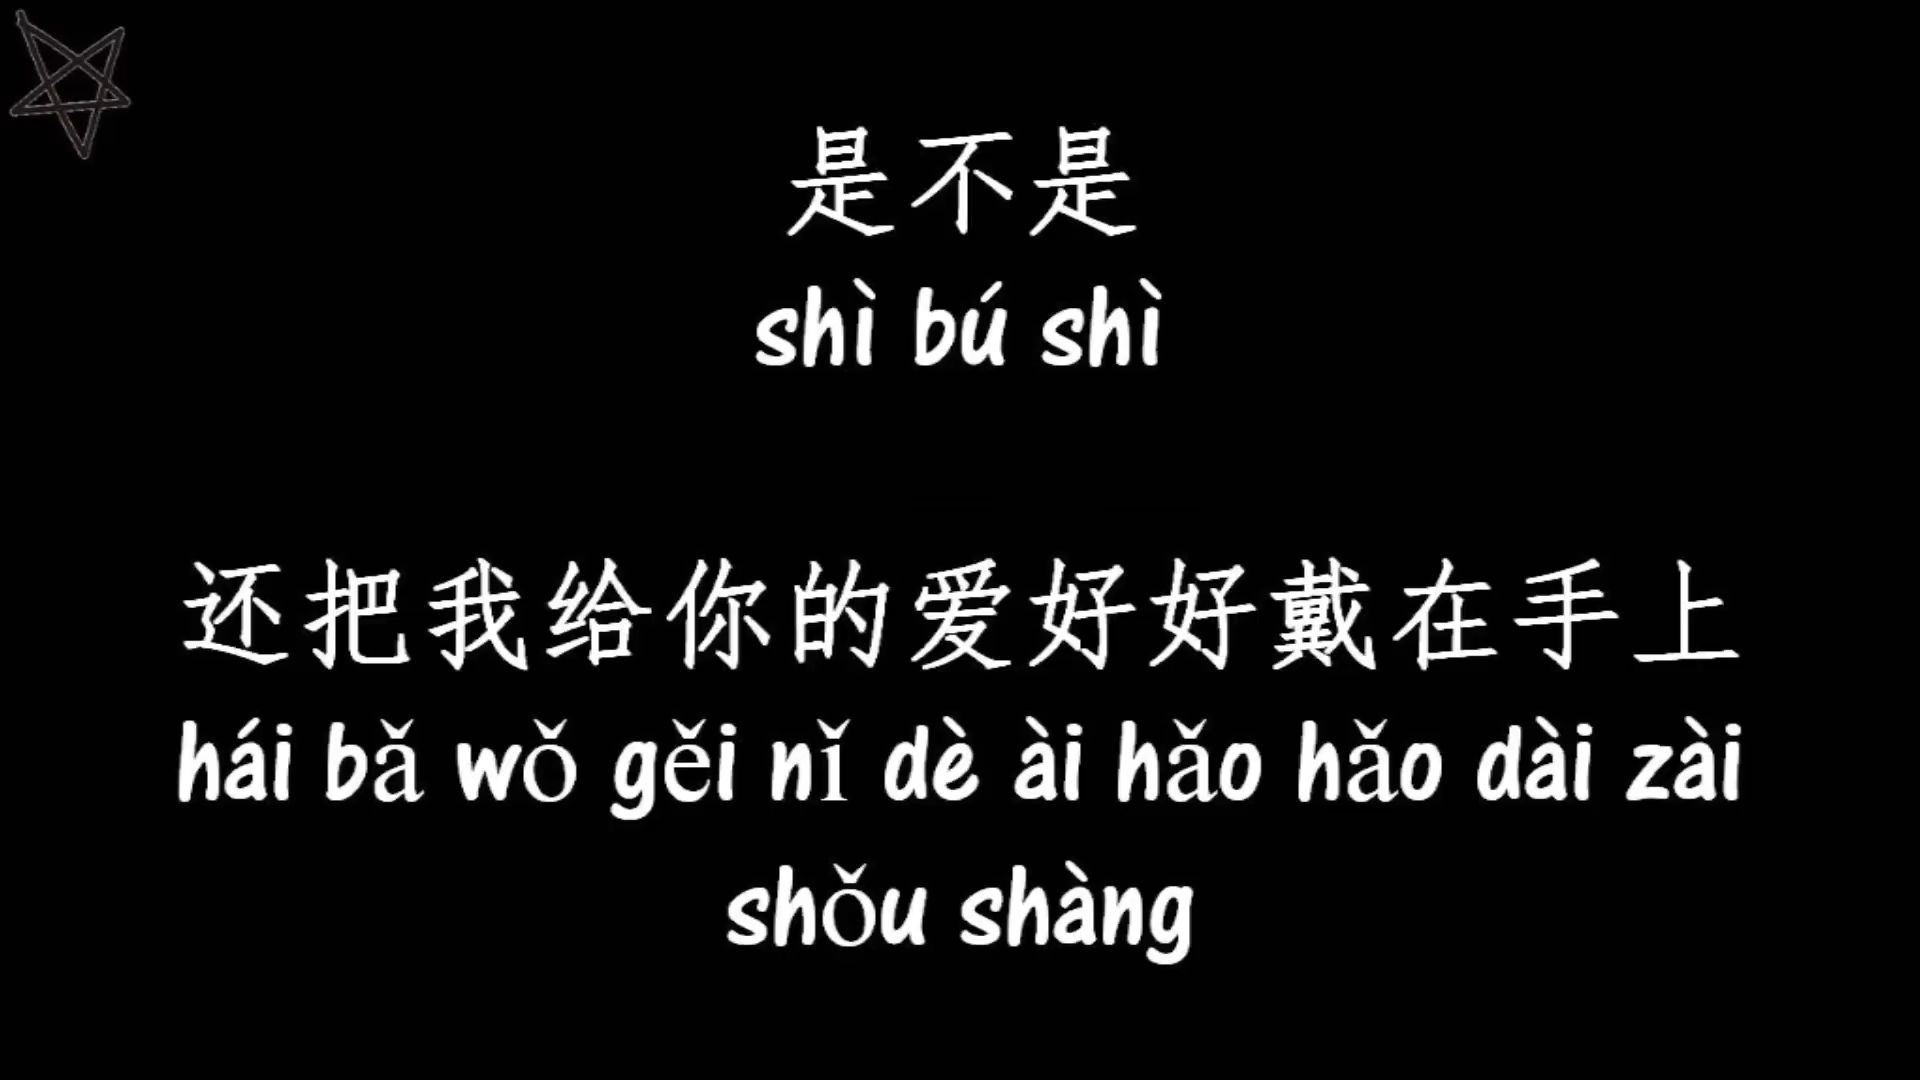 是不是
shì bú shì
还把我给你的爱好好戴在手上
hái bǎ wǒ gěi nǐ dè ài hǎo hǎo dài zài
shǒu shàng